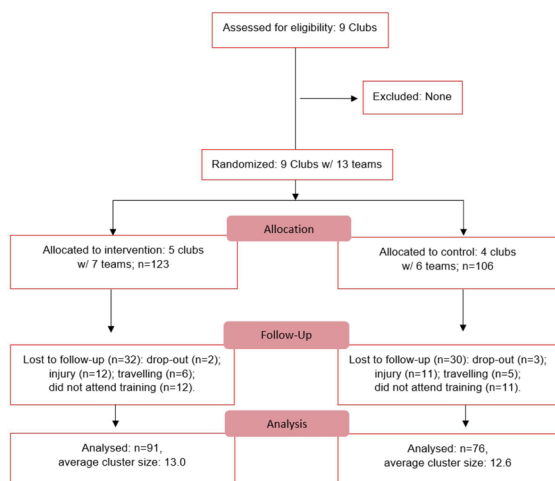 Assessed for eligibility: 9 Clubs
Excluded: None
Randomized: 9 Clubs w/ 13 teams
Allocation
Allocated to intervention: 5 clubs
w/ 7 teams; n=123
Allocated to control: 4 clubs
w/ 6 teams; n=106
Follow-Up
Lost to follow-up (n=32): drop-out (n=2);
injury (n=12); travelling (n=6);
did not attend training (n=12).
Lost to follow-up (n=30): drop-out (n=3);
injury (n=11); travelling (n=5);
did not attend training (n=11).
Analysis
Analysed: n=91,
average cluster size: 13.0
Analysed: n=76,
average cluster size: 12.6